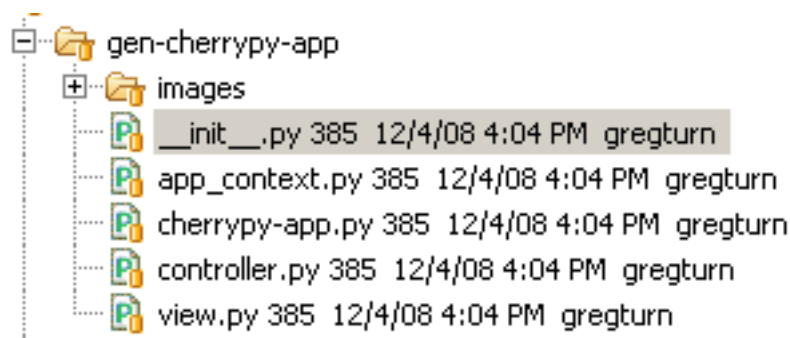 gen-cherrypy-app
images
__init__.py 385 12/4/08 4:04 PM gregturn
app_context.py 385 12/4/08 4:04 PM gregturn
cherrypy-app.py 385 12/4/08 4:04 PM gregturn
controller.py 385 12/4/08 4:04 PM gregturn
view.py 385 12/4/08 4:04 PM gregturn